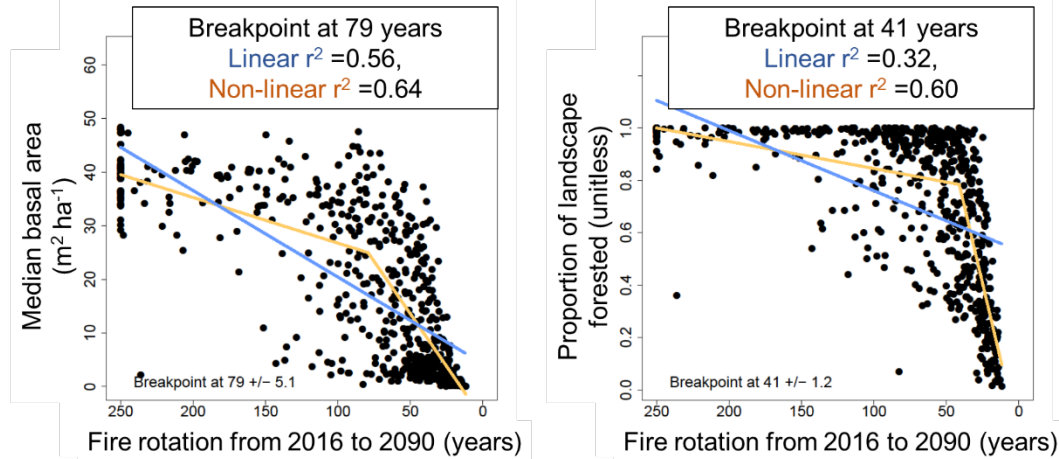 Breakpoint at 79 years
Linear r² =0.56,
Non-linear r² =0.64
Median basal area
(m² ha⁻¹)
60
50
40
30
20
10
0
Breakpoint at 79 +/− 5.1
250 200 150 100 50 0
Fire rotation from 2016 to 2090 (years)
Breakpoint at 41 years
Linear r² =0.32,
Non-linear r² =0.60
Proportion of landscape
forested (unitless)
1.0
0.8
0.6
0.4
0.2
0.0
Breakpoint at 41 +/− 1.2
250 200 150 100 50 0
Fire rotation from 2016 to 2090 (years)